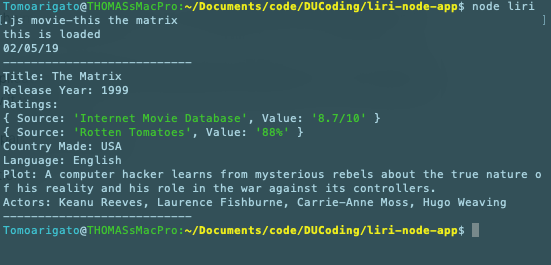 Tomoarigato@THOMASsMacPro:~/Documents/code/DUCoding/liri-node-app$ node liri
[.js movie-this the matrix ]
this is loaded
02/05/19
---------------------------
Title: The Matrix
Release Year: 1999
Ratings:
{ Source: 'Internet Movie Database', Value: '8.7/10' }
{ Source: 'Rotten Tomatoes', Value: '88%' }
Country Made: USA
Language: English
Plot: A computer hacker learns from mysterious rebels about the true nature o
f his reality and his role in the war against its controllers.
Actors: Keanu Reeves, Laurence Fishburne, Carrie-Anne Moss, Hugo Weaving
---------------------------
Tomoarigato@THOMASsMacPro:~/Documents/code/DUCoding/liri-node-app$